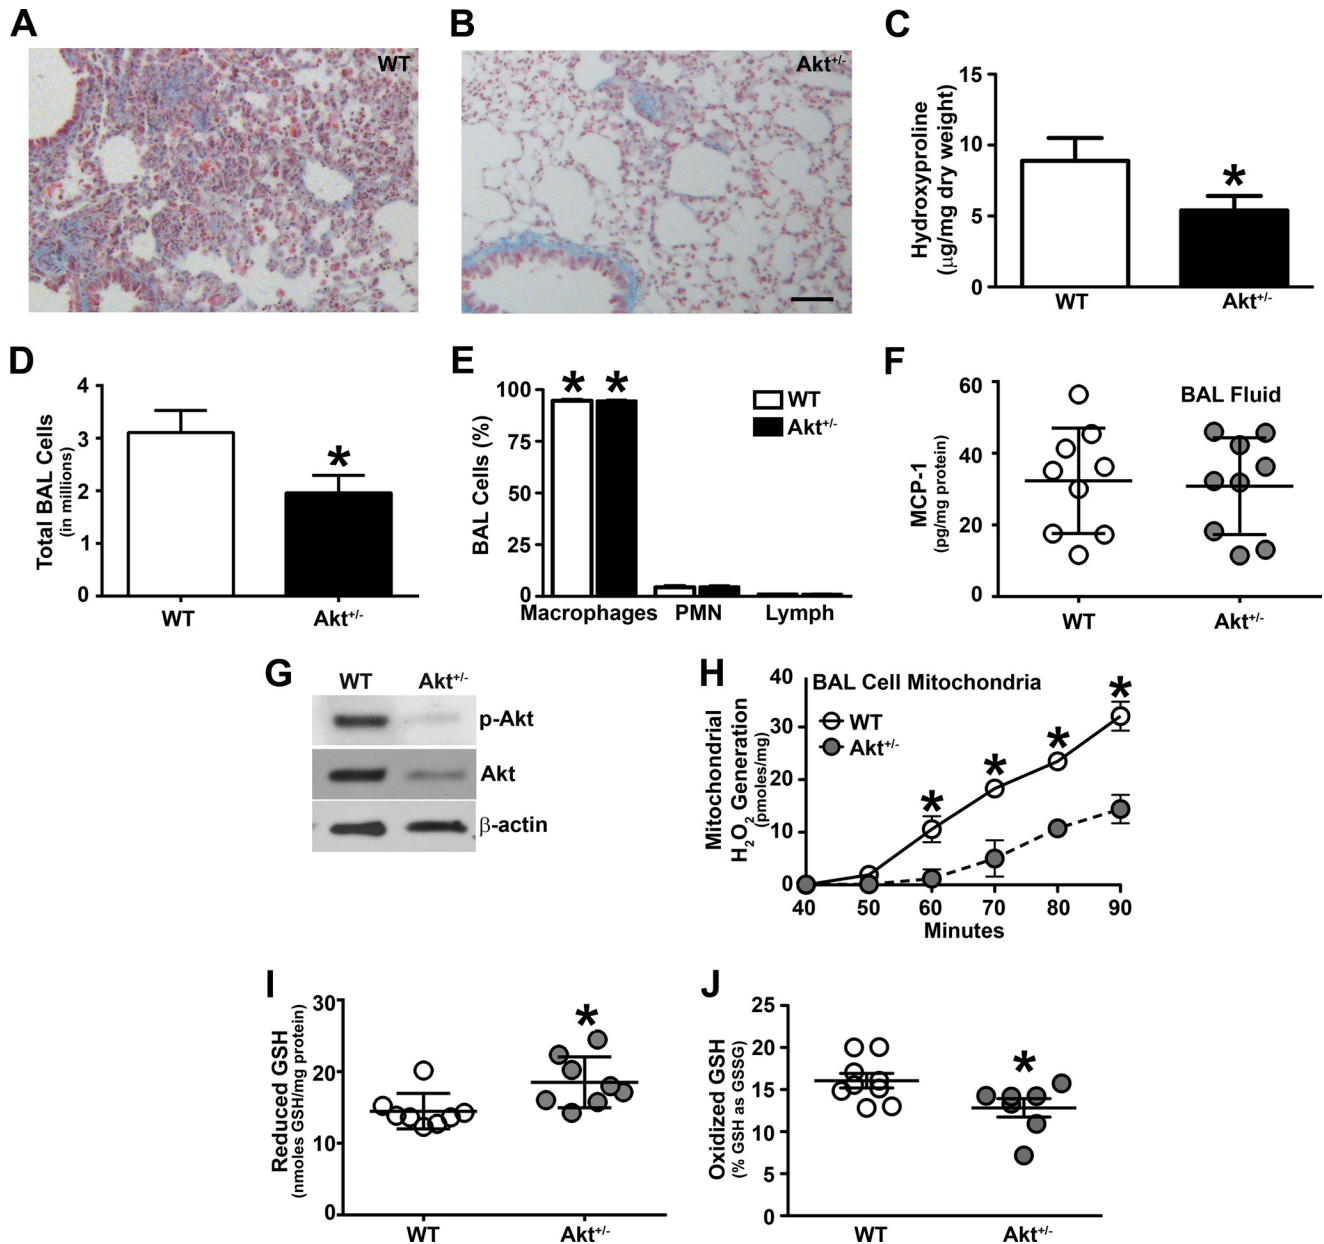 A
WT
B
Akt+/-
C
Hydroxyproline
(μg/mg dry weight)
15
10
5
0
WT
Akt+/-
*
D
Total BAL Cells
(in millions)
4
3
2
1
0
WT
Akt+/-
*
E
BAL Cells (%)
100
75
50
25
0
* *
WT
Akt+/-
Macrophages PMN Lymph
F
MCP-1
(pg/mg protein)
60
40
20
0
BAL Fluid
WT
Akt+/-
G
WT Akt+/-
p-Akt
Akt
β-actin
H
Mitochondrial
H2O2 Generation
(pmoles/mg)
40
30
20
10
0
BAL Cell Mitochondria
WT
Akt+/-
* * * *
40 50 60 70 80 90
Minutes
I
Reduced GSH
(nmoles GSH/mg protein)
30
20
10
0
*
WT
Akt+/-
J
Oxidized GSH
(% GSH as GSSG)
25
20
15
10
5
0
*
WT
Akt+/-